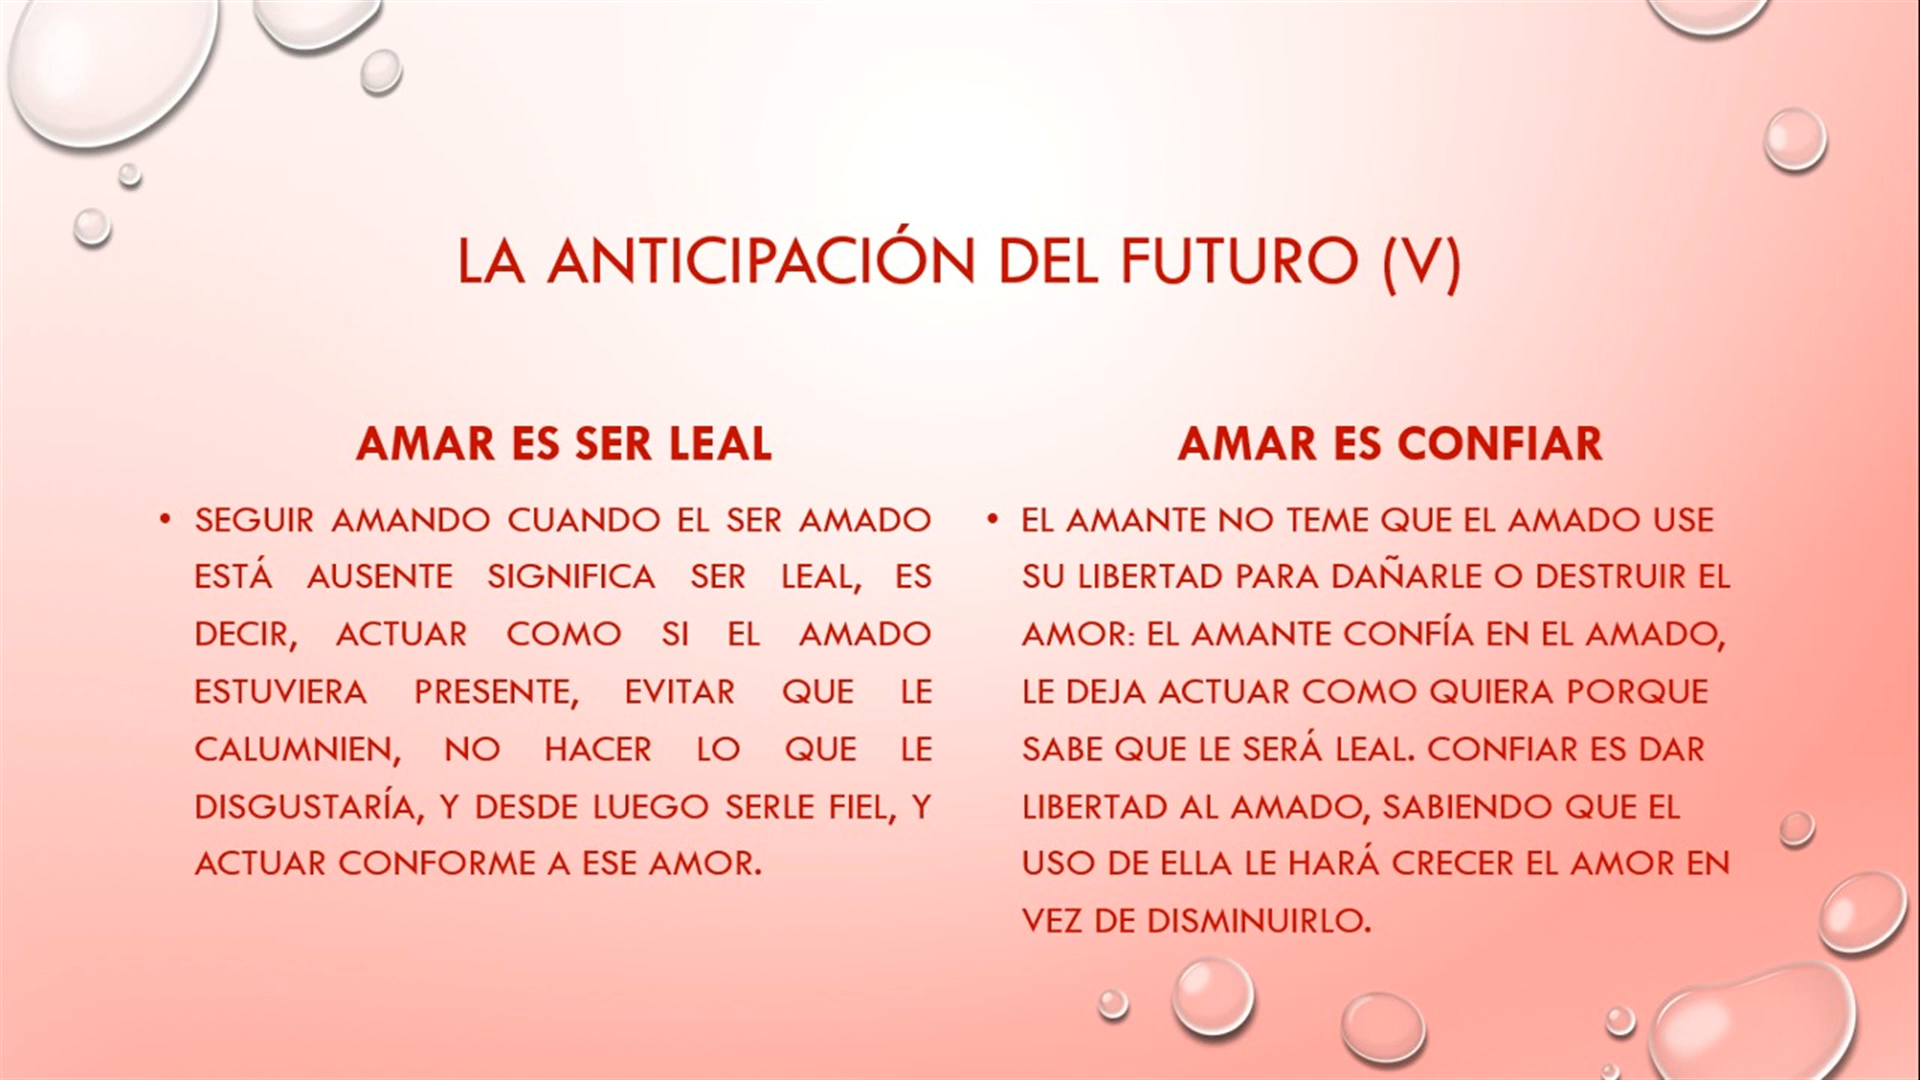 LA ANTICIPACIÓN DEL FUTURO (V)
AMAR ES SER LEAL
• SEGUIR AMANDO CUANDO EL SER AMADO
ESTÁ AUSENTE SIGNIFICA SER LEAL, ES
DECIR, ACTUAR COMO SI EL AMADO
ESTUVIERA PRESENTE, EVITAR QUE LE
CALUMNIEN, NO HACER LO QUE LE
DISGUSTARÍA, Y DESDE LUEGO SERLE FIEL, Y
ACTUAR CONFORME A ESE AMOR.
AMAR ES CONFIAR
• EL AMANTE NO TEME QUE EL AMADO USE
SU LIBERTAD PARA DAÑARLE O DESTRUIR EL
AMOR: EL AMANTE CONFÍA EN EL AMADO,
LE DEJA ACTUAR COMO QUIERA PORQUE
SABE QUE LE SERÁ LEAL. CONFIAR ES DAR
LIBERTAD AL AMADO, SABIENDO QUE EL
USO DE ELLA LE HARÁ CRECER EL AMOR EN
VEZ DE DISMINUIRLO.